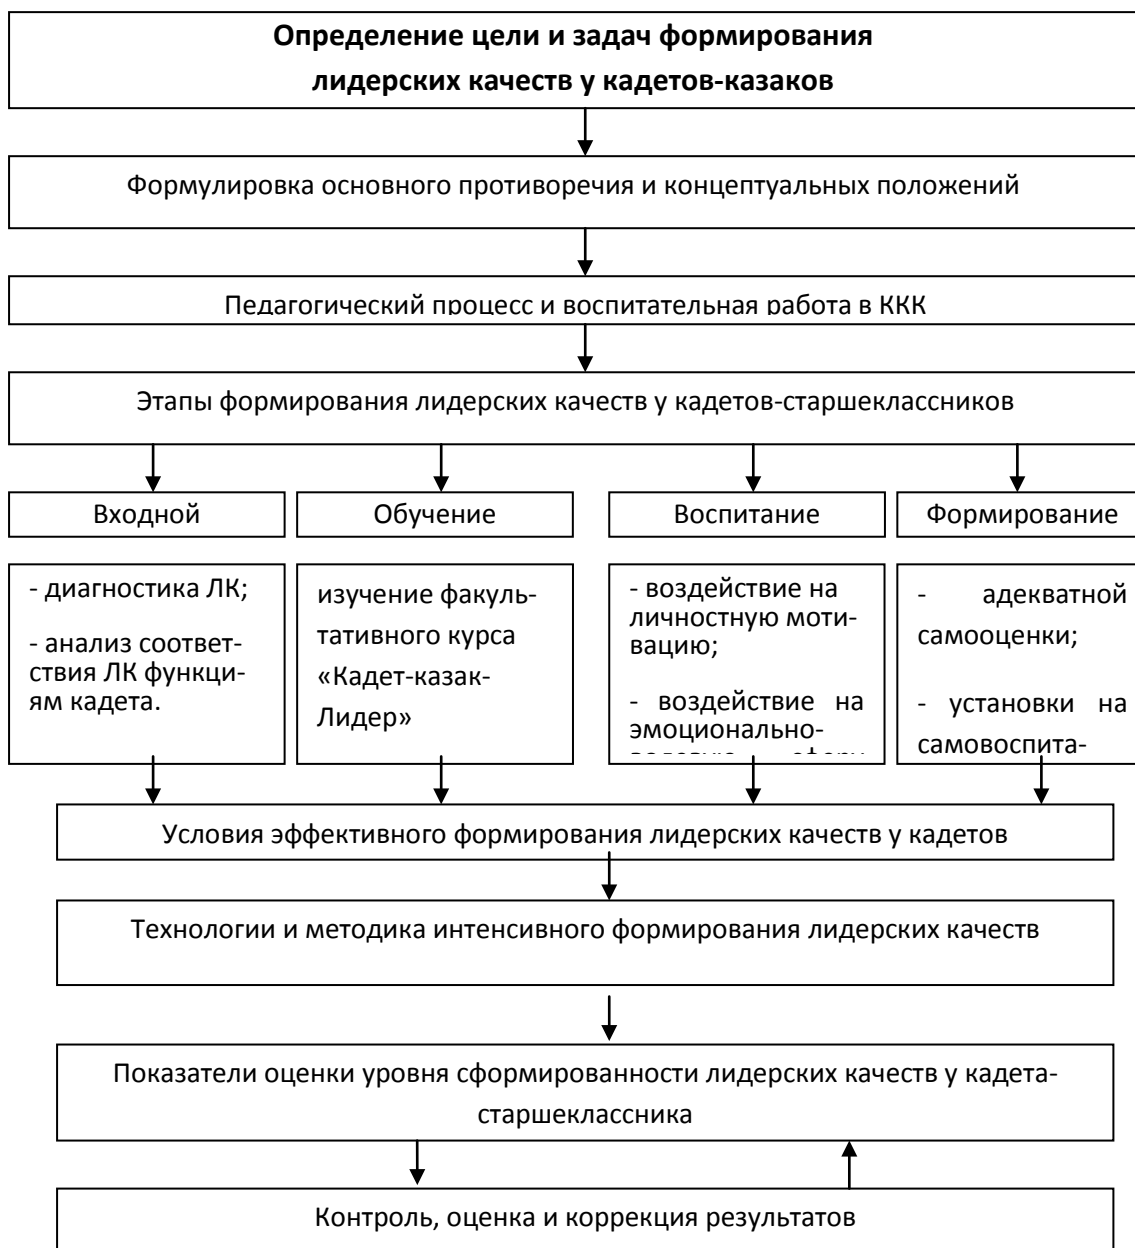 Определение цели и задач формирования
лидерских качеств у кадетов-казаков
Формулировка основного противоречия и концептуальных положений
Педагогический процесс и воспитательная работа в ККК
Этапы формирования лидерских качеств у кадетов-старшеклассников
Входной
Обучение
Воспитание
Формирование
- диагностика ЛК;
- анализ соответ-
ствия ЛК функци-
ям кадета.
изучение факуль-
тативного курса
«Кадет-казак-
Лидер»
- воздействие на
личностную моти-
вацию;
- воздействие на
эмоционально-
- адекватной
самооценки;
- установки на
самовоспита-
Условия эффективного формирования лидерских качеств у кадетов
Технологии и методика интенсивного формирования лидерских качеств
Показатели оценки уровня сформированности лидерских качеств у кадета-
старшеклассника
Контроль, оценка и коррекция результатов